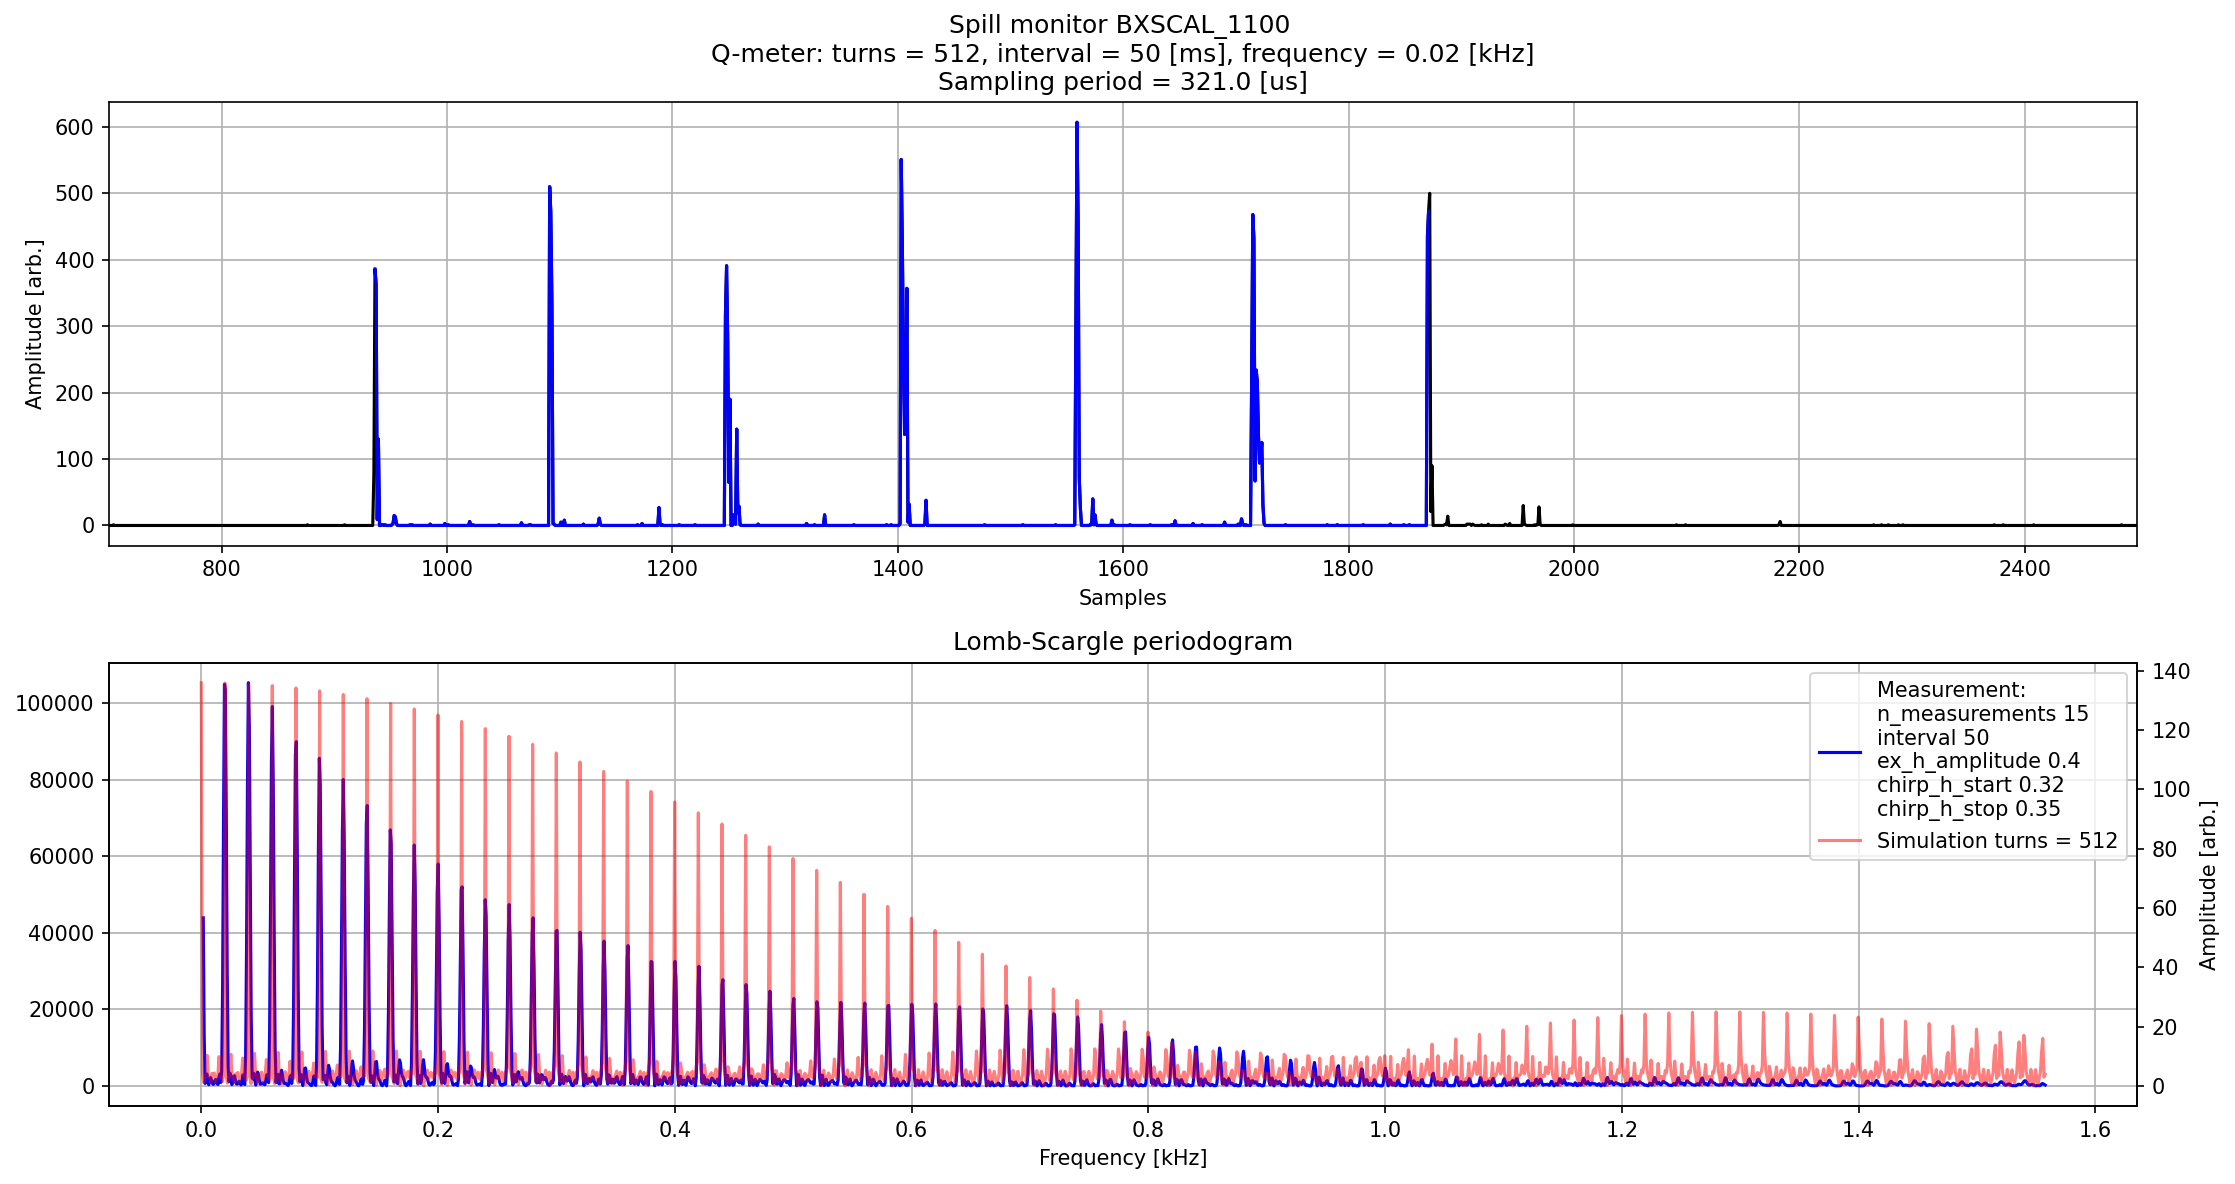 Spill monitor BXSCAL_1100
Q-meter: turns = 512, interval = 50 [ms], frequency = 0.02 [kHz]
Sampling period = 321.0 [us]
600
500
400
300
200
100
0
Amplitude [arb.]
800 1000 1200 1400 1600 1800 2000 2200 2400
Samples
Lomb-Scargle periodogram
100000
80000
60000
40000
20000
0
140
120
100
80
60
40
20
0
Amplitude [arb.]
Measurement:
n_measurements 15
interval 50
ex_h_amplitude 0.4
chirp_h_start 0.32
chirp_h_stop 0.35
Simulation turns = 512
0.0 0.2 0.4 0.6 0.8 1.0 1.2 1.4 1.6
Frequency [kHz]